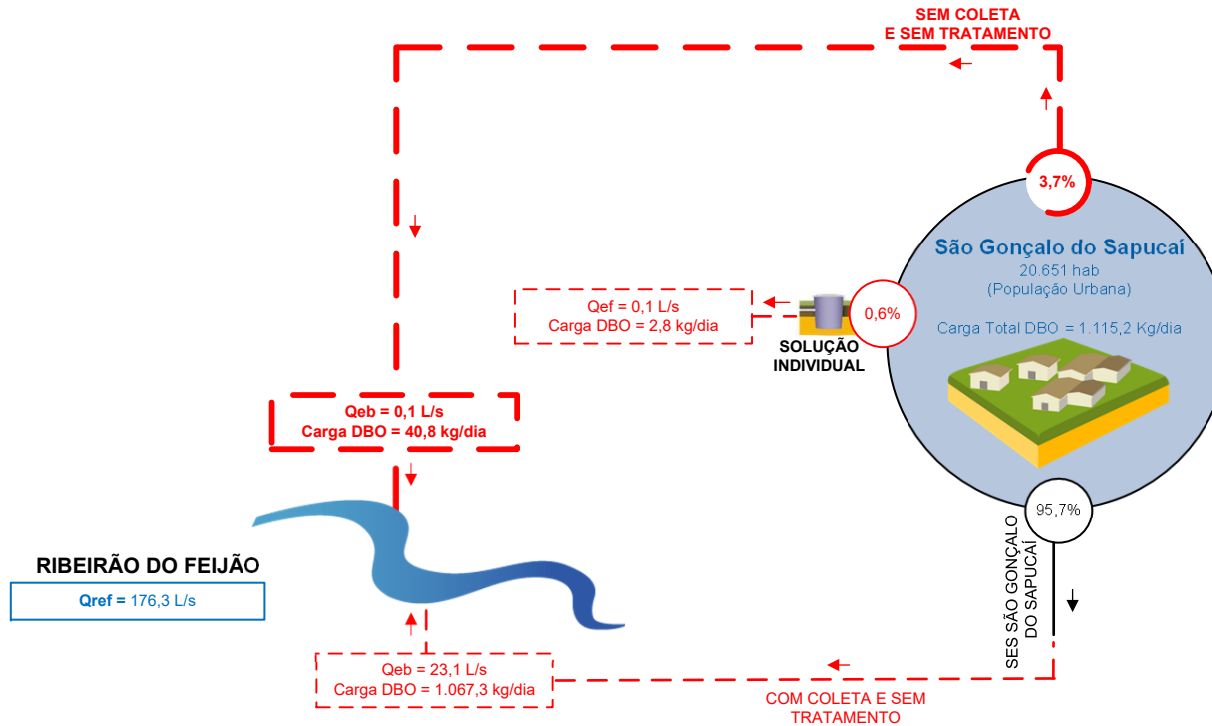 SEM COLETA
E SEM TRATAMENTO
3,7%
São Gonçalo do Sapucaí
20.651 hab
(População Urbana)
Carga Total DBO = 1.115,2 Kg/dia
0,6%
SOLUÇÃO
INDIVIDUAL
Qef = 0,1 L/s
Carga DBO = 2,8 kg/dia
Qeb = 0,1 L/s
Carga DBO = 40,8 kg/dia
95,7%
SES SÃO GONÇALO
DO SAPUCAÍ
RIBEIRÃO DO FEIJÃO
Qref = 176,3 L/s
Qeb = 23,1 L/s
Carga DBO = 1.067,3 kg/dia
COM COLETA E SEM
TRATAMENTO